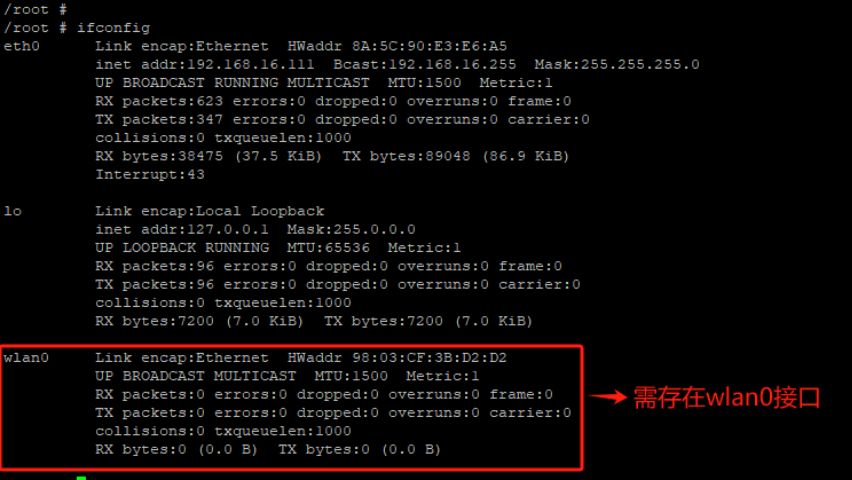 /root #
/root # ifconfig
eth0      Link encap:Ethernet  HWaddr 8A:5C:90:E3:E6:A5
          inet addr:192.168.16.111  Bcast:192.168.16.255  Mask:255.255.255.0
          UP BROADCAST RUNNING MULTICAST  MTU:1500  Metric:1
          RX packets:623 errors:0 dropped:0 overruns:0 frame:0
          TX packets:347 errors:0 dropped:0 overruns:0 carrier:0
          collisions:0 txqueuelen:1000
          RX bytes:38475 (37.5 KiB)  TX bytes:89048 (86.9 KiB)
          Interrupt:43
lo        Link encap:Local Loopback
          inet addr:127.0.0.1  Mask:255.0.0.0
          UP LOOPBACK RUNNING  MTU:65536  Metric:1
          RX packets:96 errors:0 dropped:0 overruns:0 frame:0
          TX packets:96 errors:0 dropped:0 overruns:0 carrier:0
          collisions:0 txqueuelen:1000
          RX bytes:7200 (7.0 KiB)  TX bytes:7200 (7.0 KiB)
wlan0     Link encap:Ethernet  HWaddr 98:03:CF:3B:D2:D2
          UP BROADCAST MULTICAST  MTU:1500  Metric:1
          RX packets:0 errors:0 dropped:0 overruns:0 frame:0
          TX packets:0 errors:0 dropped:0 overruns:0 carrier:0
          collisions:0 txqueuelen:1000
          RX bytes:0 (0.0 B)  TX bytes:0 (0.0 B)
需存在wlan0接口